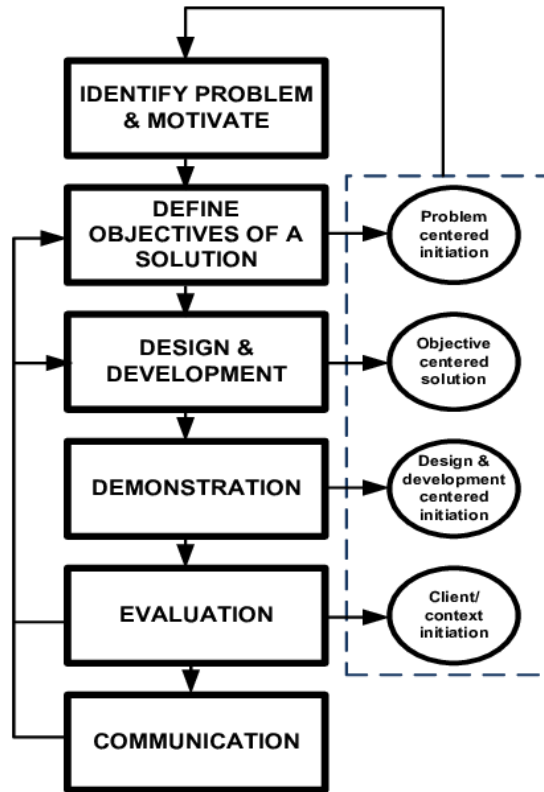 IDENTIFY PROBLEM
& MOTIVATE
DEFINE
OBJECTIVES OF A
SOLUTION
Problem
centered
initiation
DESIGN &
DEVELOPMENT
Objective
centered
solution
DEMONSTRATION
Design &
development
centered
initiation
EVALUATION
Client/
context
initiation
COMMUNICATION